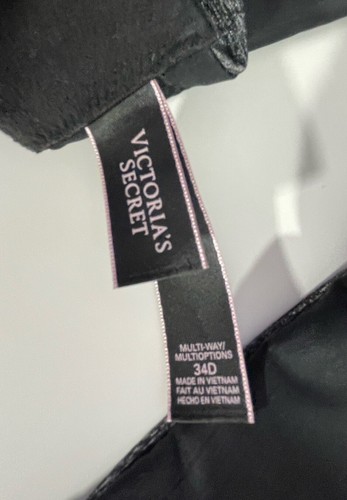 VICTORIA'S
SECRET
MULTI-WAY/
MULTIOPTIONS
34D
MADE IN VIETNAM
FAIT AU VIETNAM
HECHO EN VIETNAM